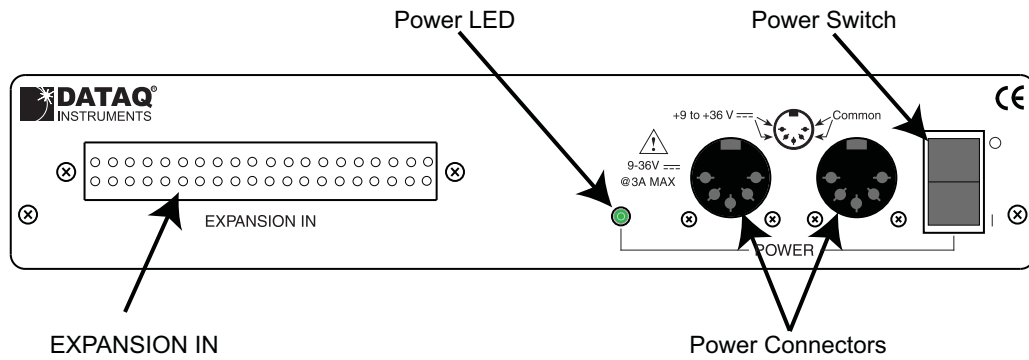 Power LED
Power Switch
DATAQ®
INSTRUMENTS
+9 to +36 V
Common
CE
9-36V
@3A MAX
EXPANSION IN
POWER
EXPANSION IN
Power Connectors